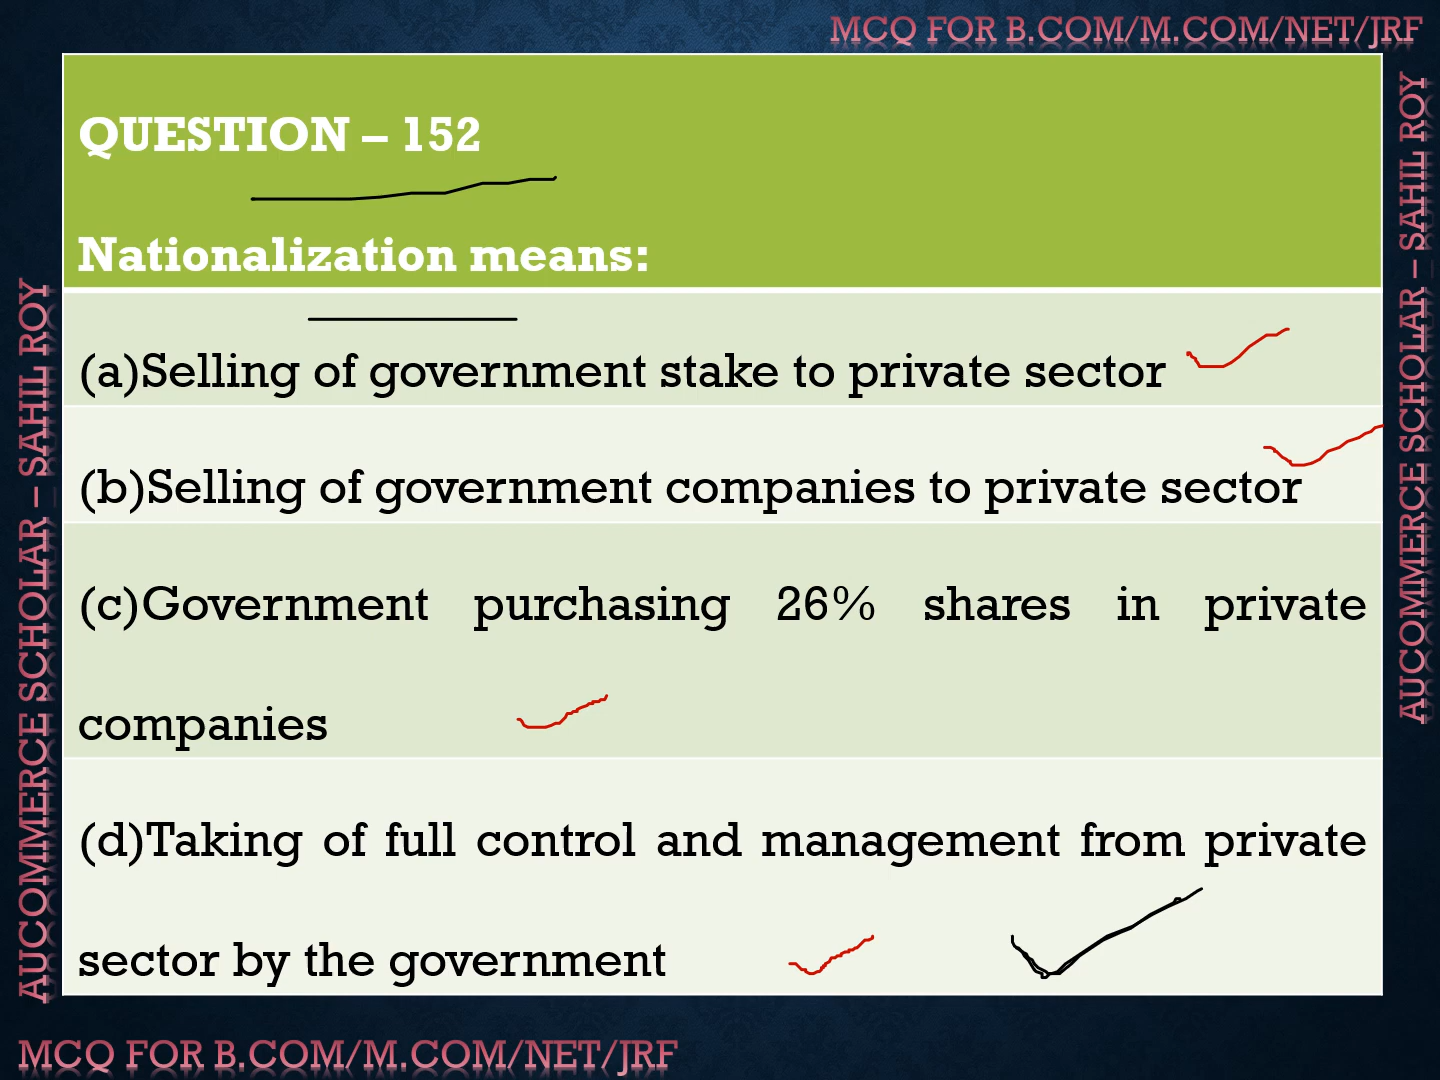 MCQ FOR B.COM/M.COM/NET/JRF
QUESTION – 152
Nationalization means:
(a)Selling of government stake to private sector
(b)Selling of government companies to private sector
(c)Government purchasing 26% shares in private
companies
(d)Taking of full control and management from private
sector by the government
AUCOMMERCE SCHOLAR – SAHIL ROY
AUCOMMERCE SCHOLAR – SAHIL ROY
MCQ FOR B.COM/M.COM/NET/JRF